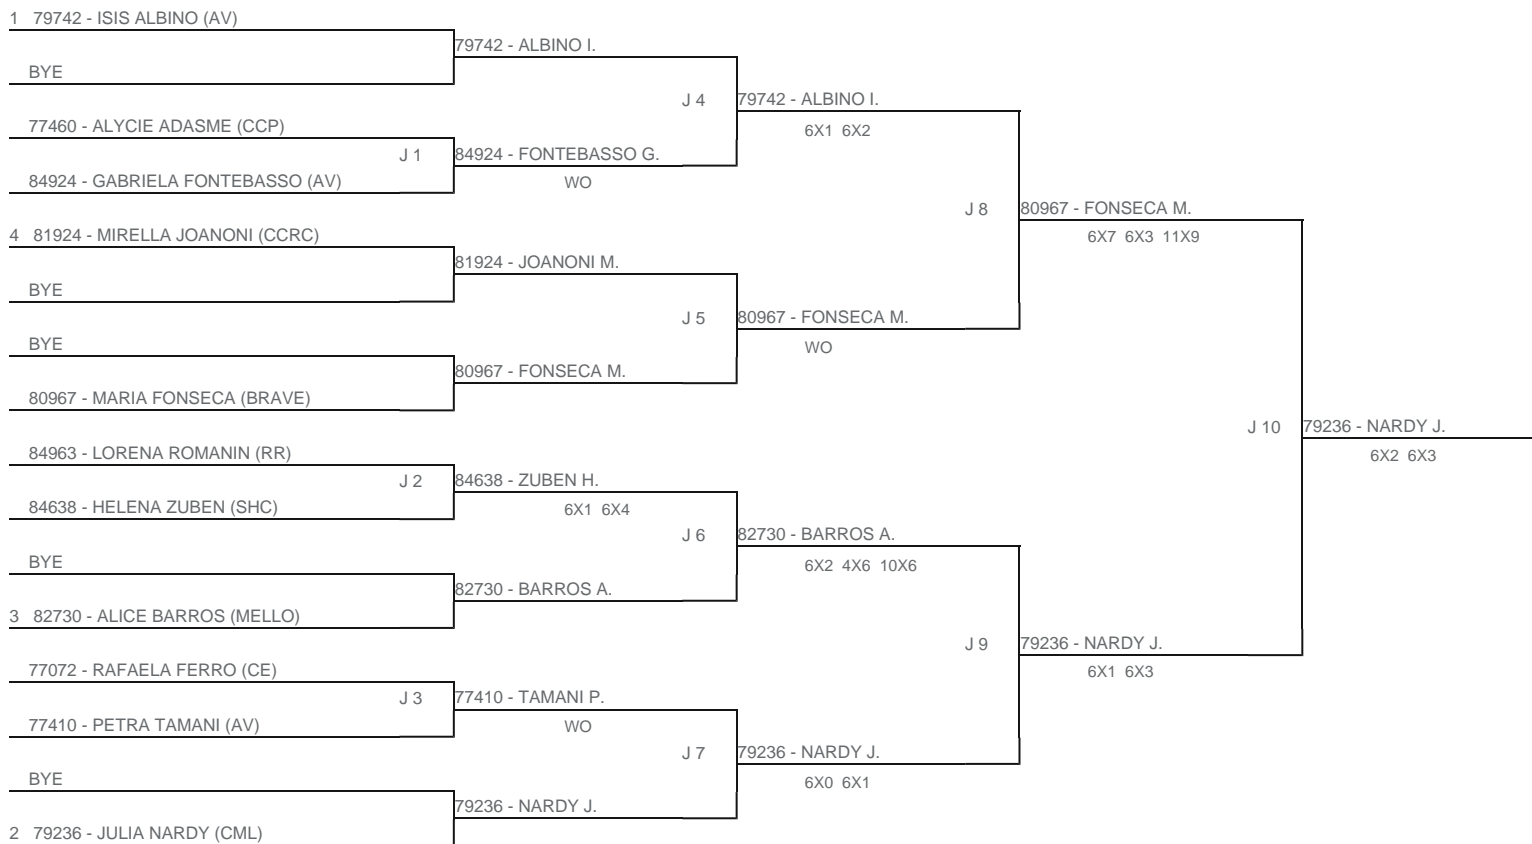 1 79742 - ISIS ALBINO (AV)
79742 - ALBINO I.
BYE
J 4
79742 - ALBINO I.
6X1 6X2
77460 - ALYCIE ADASME (CCP)
J 1
84924 - FONTEBASSO G.
WO
84924 - GABRIELA FONTEBASSO (AV)
J 8
80967 - FONSECA M.
6X7 6X3 11X9
4 81924 - MIRELLA JOANONI (CCRC)
81924 - JOANONI M.
BYE
J 5
80967 - FONSECA M.
WO
BYE
80967 - FONSECA M.
80967 - MARIA FONSECA (BRAVE)
J 10
79236 - NARDY J.
6X2 6X3
84963 - LORENA ROMANIN (RR)
J 2
84638 - ZUBEN H.
6X1 6X4
84638 - HELENA ZUBEN (SHC)
J 6
82730 - BARROS A.
6X2 4X6 10X6
BYE
82730 - BARROS A.
3 82730 - ALICE BARROS (MELLO)
J 9
79236 - NARDY J.
6X1 6X3
77072 - RAFAELA FERRO (CE)
J 3
77410 - TAMANI P.
WO
77410 - PETRA TAMANI (AV)
J 7
79236 - NARDY J.
6X0 6X1
BYE
79236 - NARDY J.
2 79236 - JULIA NARDY (CML)